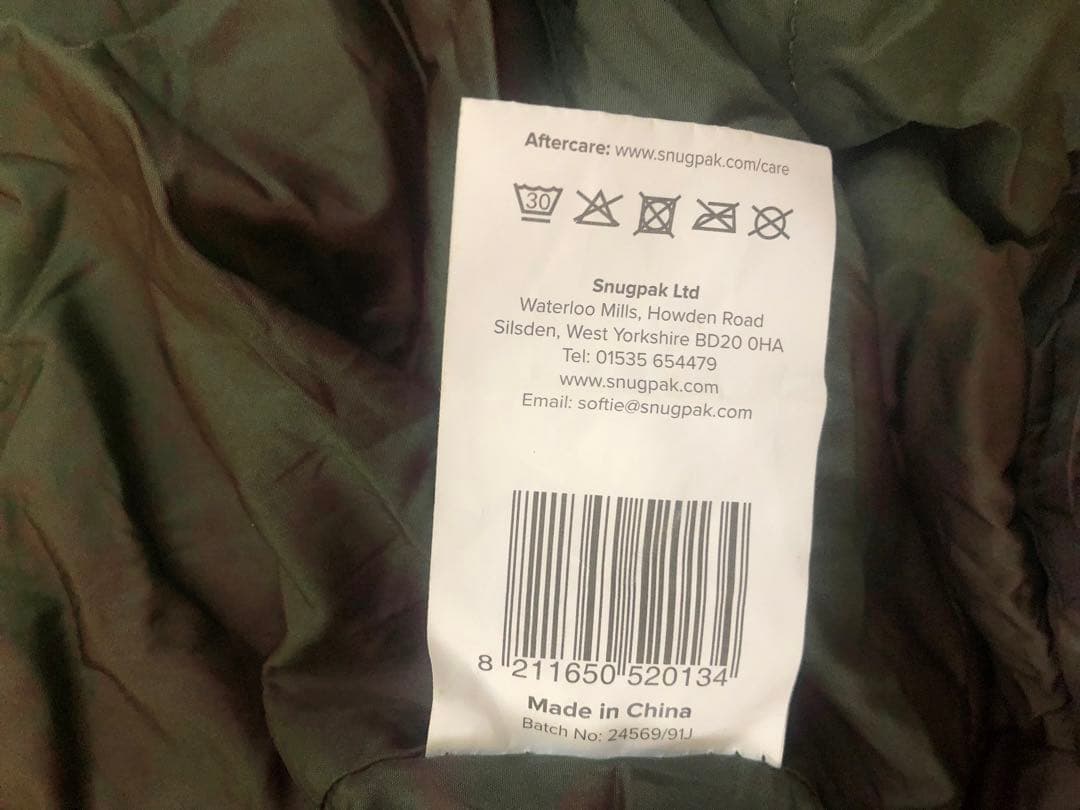 Aftercare: www.snugpak.com/care
30
Snugpak Ltd
Waterloo Mills, Howden Road
Silsden, West Yorkshire BD20 0HA
Tel: 01535 654479
www.snugpak.com
Email: softie@snugpak.com
8 211650 520134
Made in China
Batch No: 24569/91J